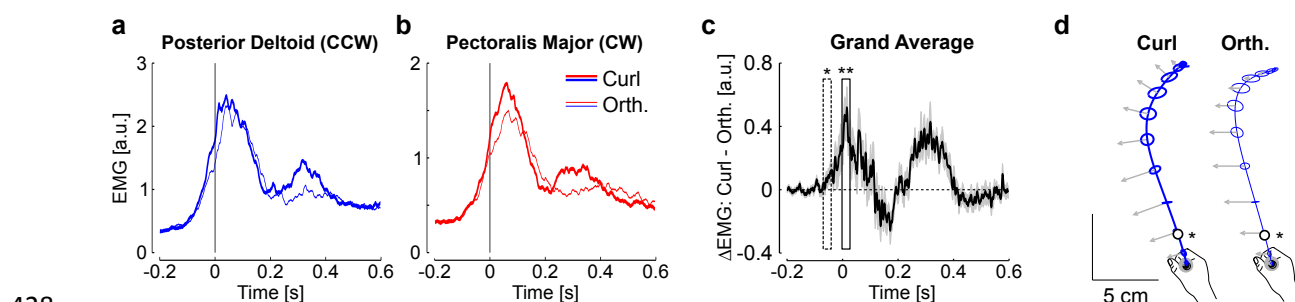 a
Posterior Deltoid (CCW)
EMG [a.u.]
3
2
1
0
-0.2
0
0.2
0.4
0.6
Time [s]
b
Pectoralis Major (CW)
Curl
Orth.
2
1
0
-0.2
0
0.2
0.4
0.6
Time [s]
c
Grand Average
ΔEMG: Curl - Orth. [a.u.]
0.8
0.4
0
-0.4
* **
-0.2
0
0.2
0.4
0.6
Time [s]
d
Curl
Orth.
*
*
5 cm